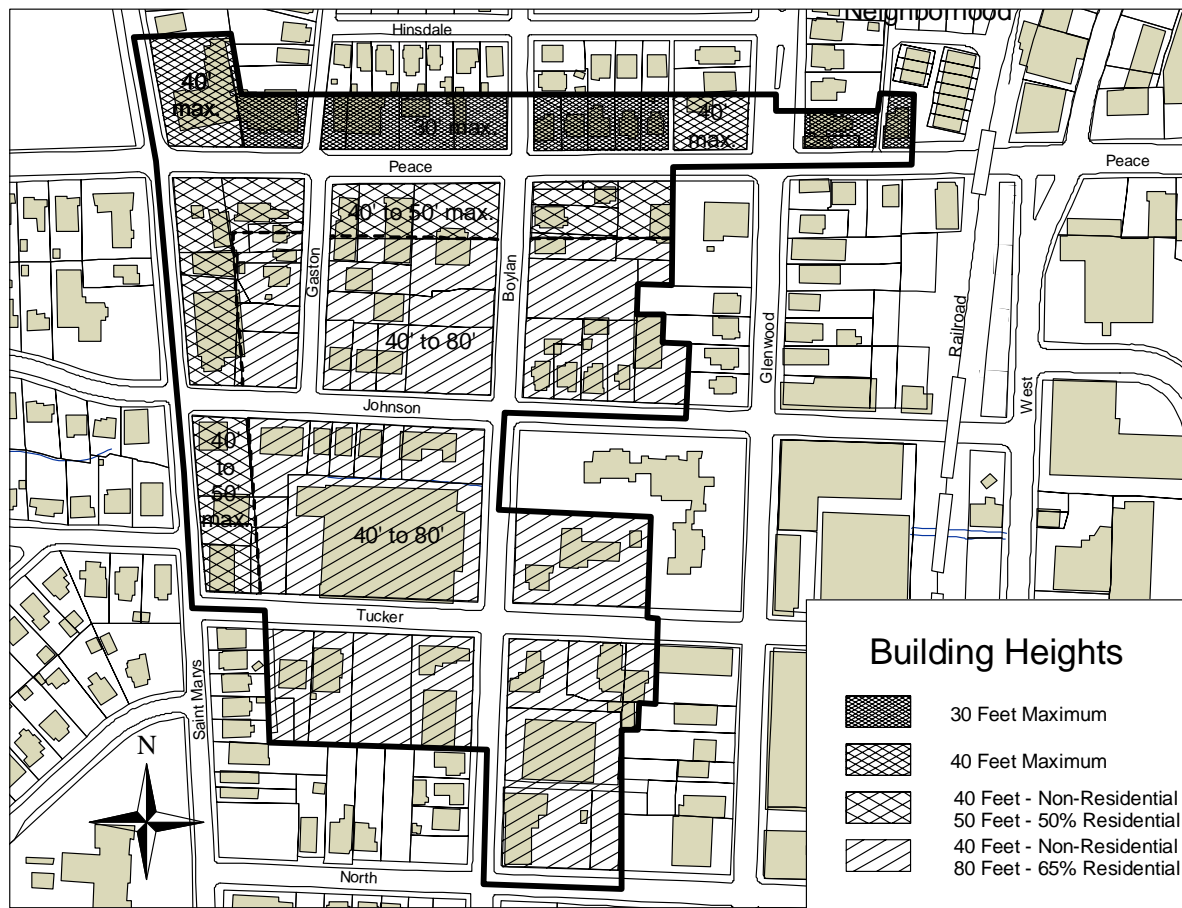 Neighborhood
Hinsdale
40'
max.
30' max.
40'
max.
Peace
Peace
40' to 50' max.
Gaston
Boylan
Glenwood
Railroad
West
40' to 80'
Johnson
40'
to
50'
max.
40' to 80'
Tucker
Saint Marys
N
North
Building Heights
30 Feet Maximum
40 Feet Maximum
40 Feet - Non-Residential
50 Feet - 50% Residential
40 Feet - Non-Residential
80 Feet - 65% Residential